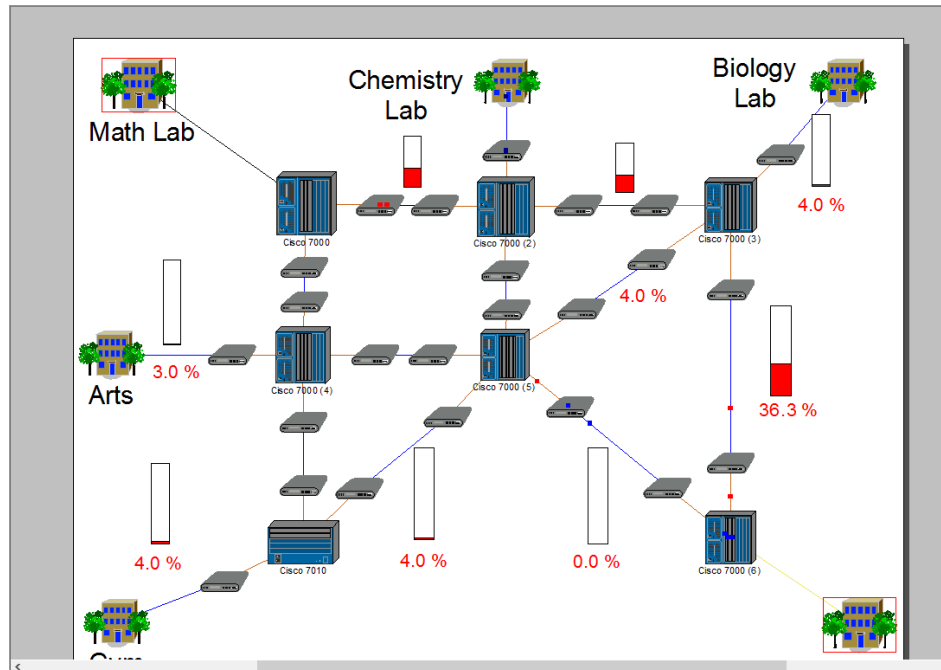 Chemistry
Lab
Biology
Lab
Math Lab
4.0 %
Cisco 7000
Cisco 7000 (2)
Cisco 7000 (3)
4.0 %
3.0 %
Arts
Cisco 7000 (4)
Cisco 7000 (5)
36.3 %
4.0 %
Cisco 7010
4.0 %
0.0 %
Cisco 7000 (6)